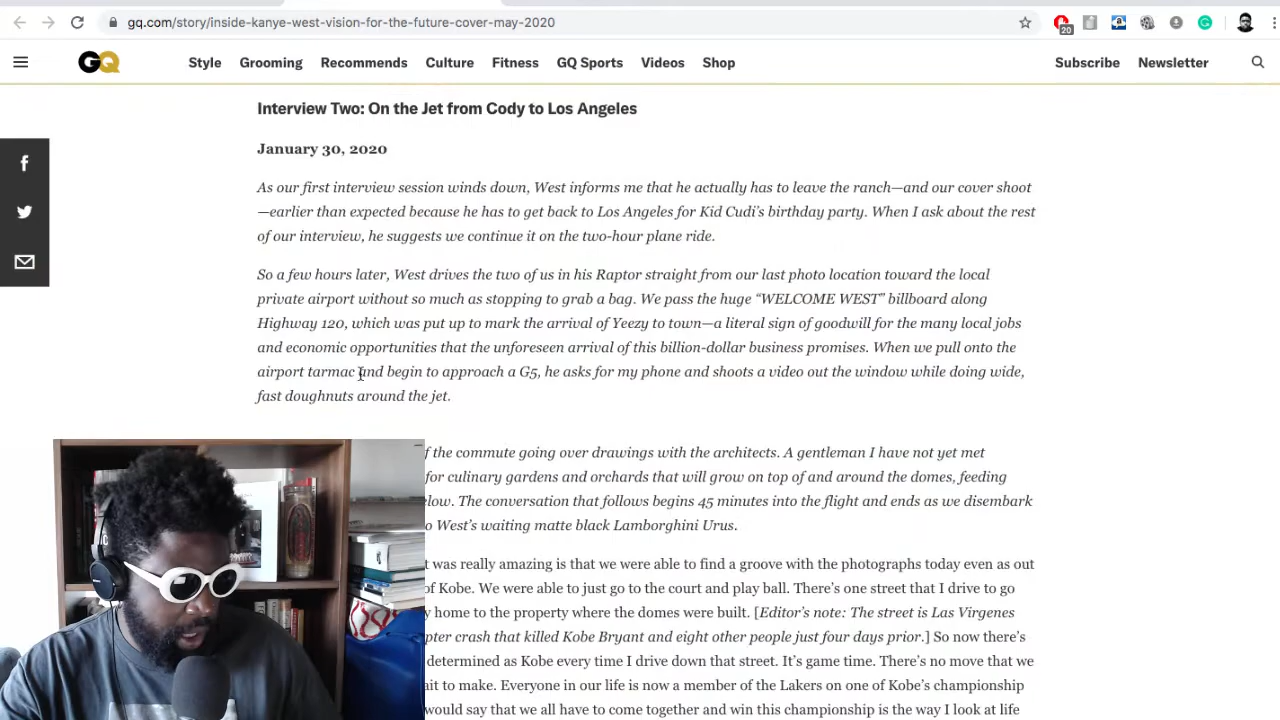 gq.com/story/inside-kanye-west-vision-for-the-future-cover-may-2020
20
GQ
Style
Grooming
Recommends
Culture
Fitness
GQ Sports
Videos
Shop
Subscribe
Newsletter
Interview Two: On the Jet from Cody to Los Angeles
January 30, 2020
As our first interview session winds down, West informs me that he actually has to leave the ranch—and our cover shoot
—earlier than expected because he has to get back to Los Angeles for Kid Cudi’s birthday party. When I ask about the rest
of our interview, he suggests we continue it on the two-hour plane ride.
So a few hours later, West drives the two of us in his Raptor straight from our last photo location toward the local
private airport without so much as stopping to grab a bag. We pass the huge “WELCOME WEST” billboard along
Highway 120, which was put up to mark the arrival of Yeezy to town—a literal sign of goodwill for the many local jobs
and economic opportunities that the unforeseen arrival of this billion-dollar business promises. When we pull onto the
airport tarmac and begin to approach a G5, he asks for my phone and shoots a video out the window while doing wide,
fast doughnuts around the jet.
f the commute going over drawings with the architects. A gentleman I have not yet met
for culinary gardens and orchards that will grow on top of and around the domes, feeding
low. The conversation that follows begins 45 minutes into the flight and ends as we disembark
o West’s waiting matte black Lamborghini Urus.
t was really amazing is that we were able to find a groove with the photographs today even as out
of Kobe. We were able to just go to the court and play ball. There’s one street that I drive to go
y home to the property where the domes were built. [Editor’s note: The street is Las Virgenes
pter crash that killed Kobe Bryant and eight other people just four days prior.] So now there’s
determined as Kobe every time I drive down that street. It’s game time. There’s no move that we
ait to make. Everyone in our life is now a member of the Lakers on one of Kobe’s championship
would say that we all have to come together and win this championship is the way I look at life